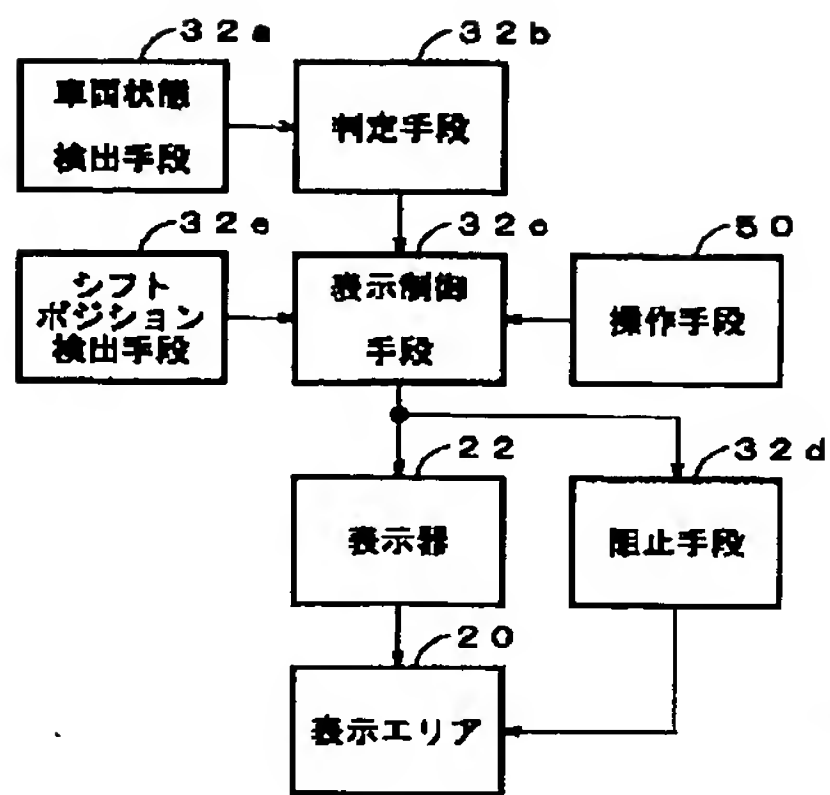 32a
車両状態
検出手段
32b
判定手段
32e
シフト
ポジション
検出手段
32c
表示制御
手段
50
操作手段
22
表示器
32d
阻止手段
20
表示エリア